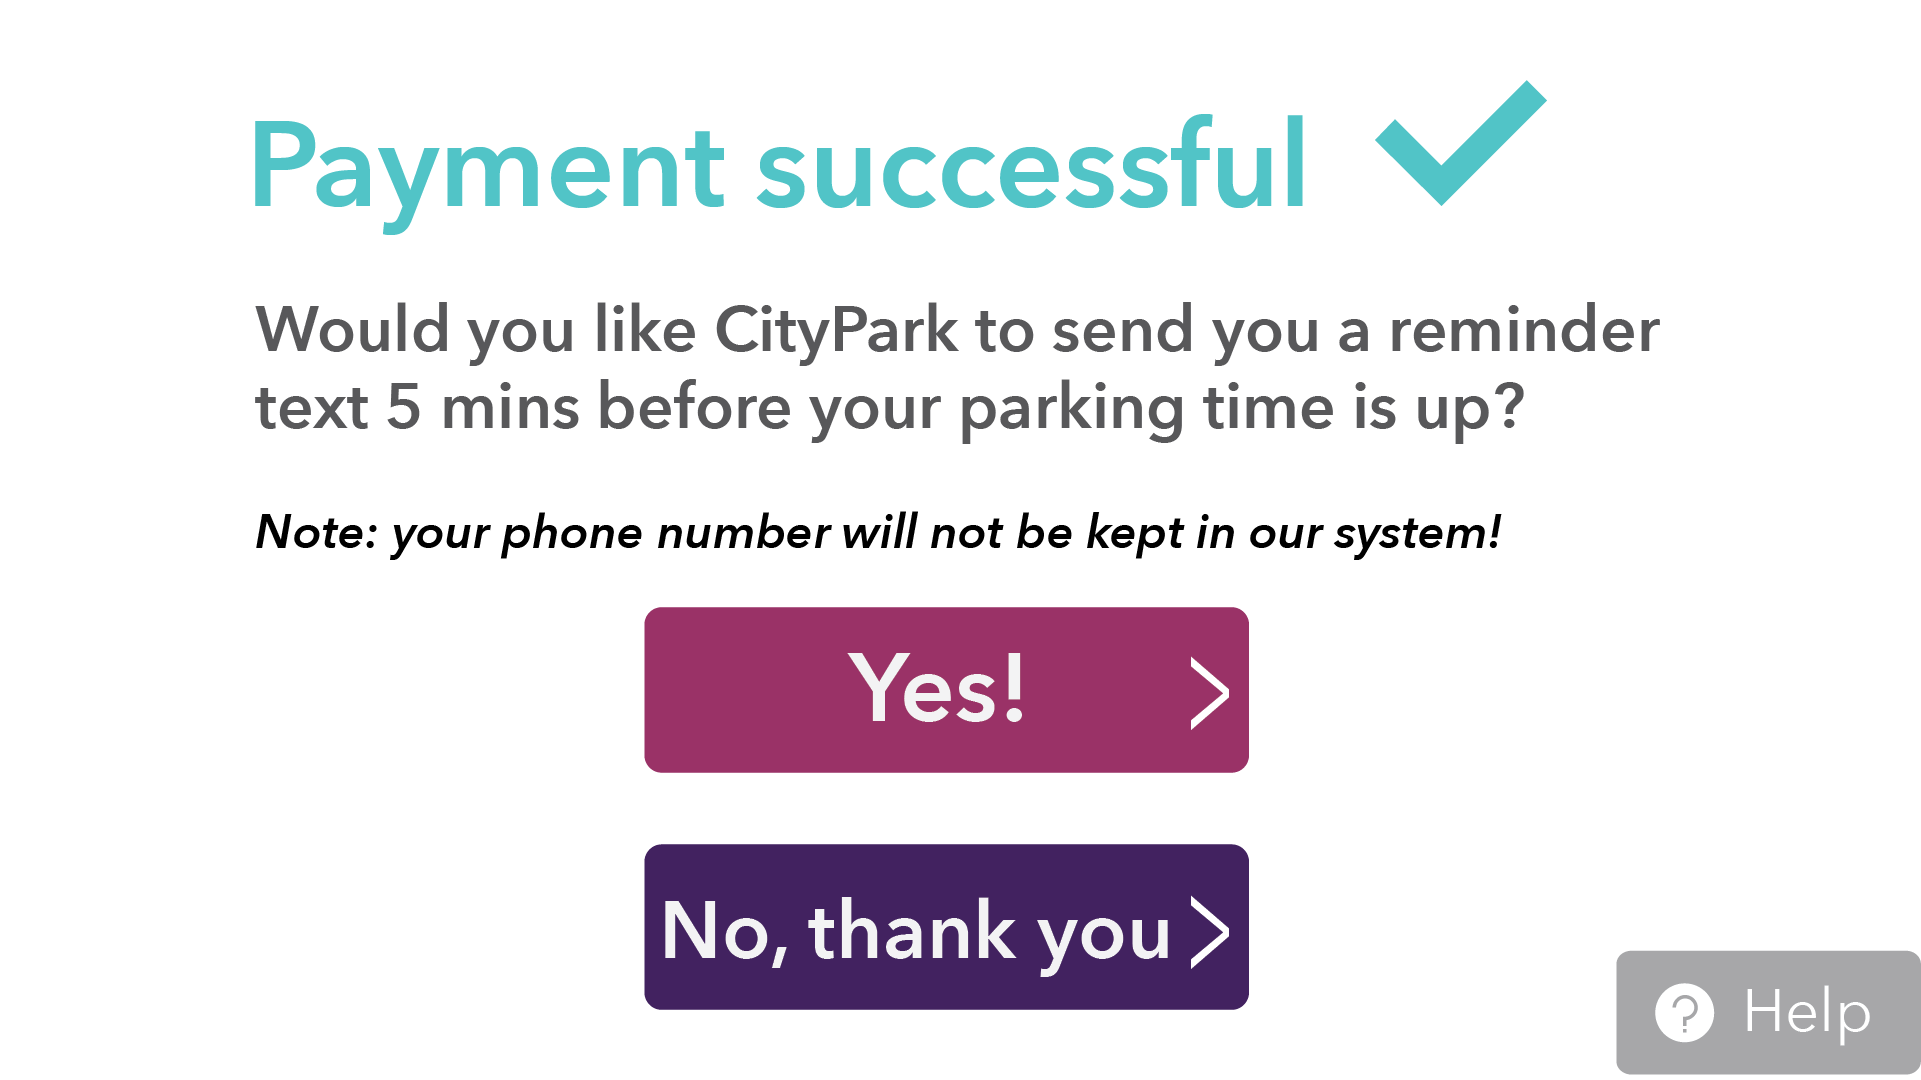 Payment successful
Would you like CityPark to send you a reminder
text 5 mins before your parking time is up?
Note: your phone number will not be kept in our system!
Yes!
No, thank you
? Help